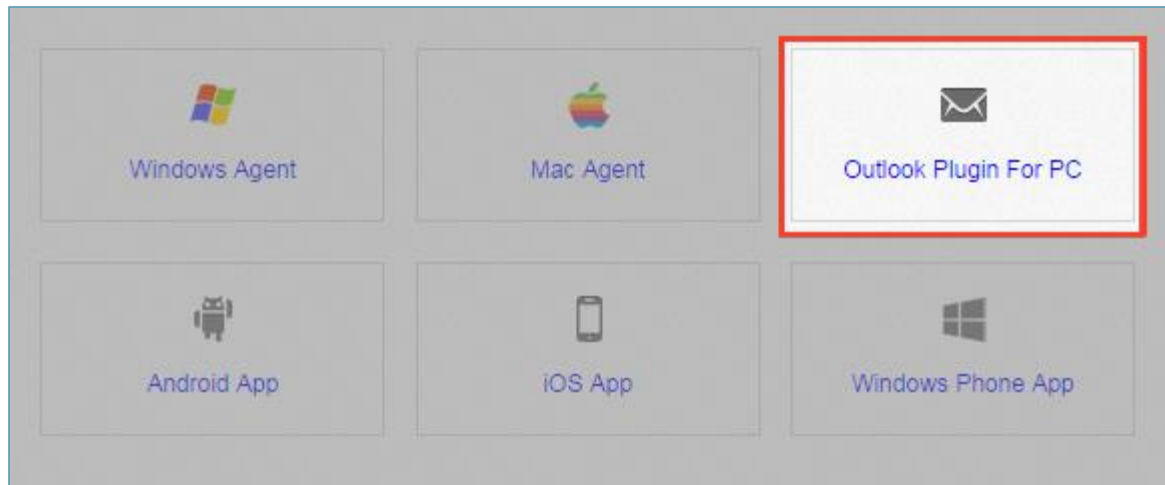 Windows Agent
Mac Agent
Outlook Plugin For PC
Android App
iOS App
Windows Phone App